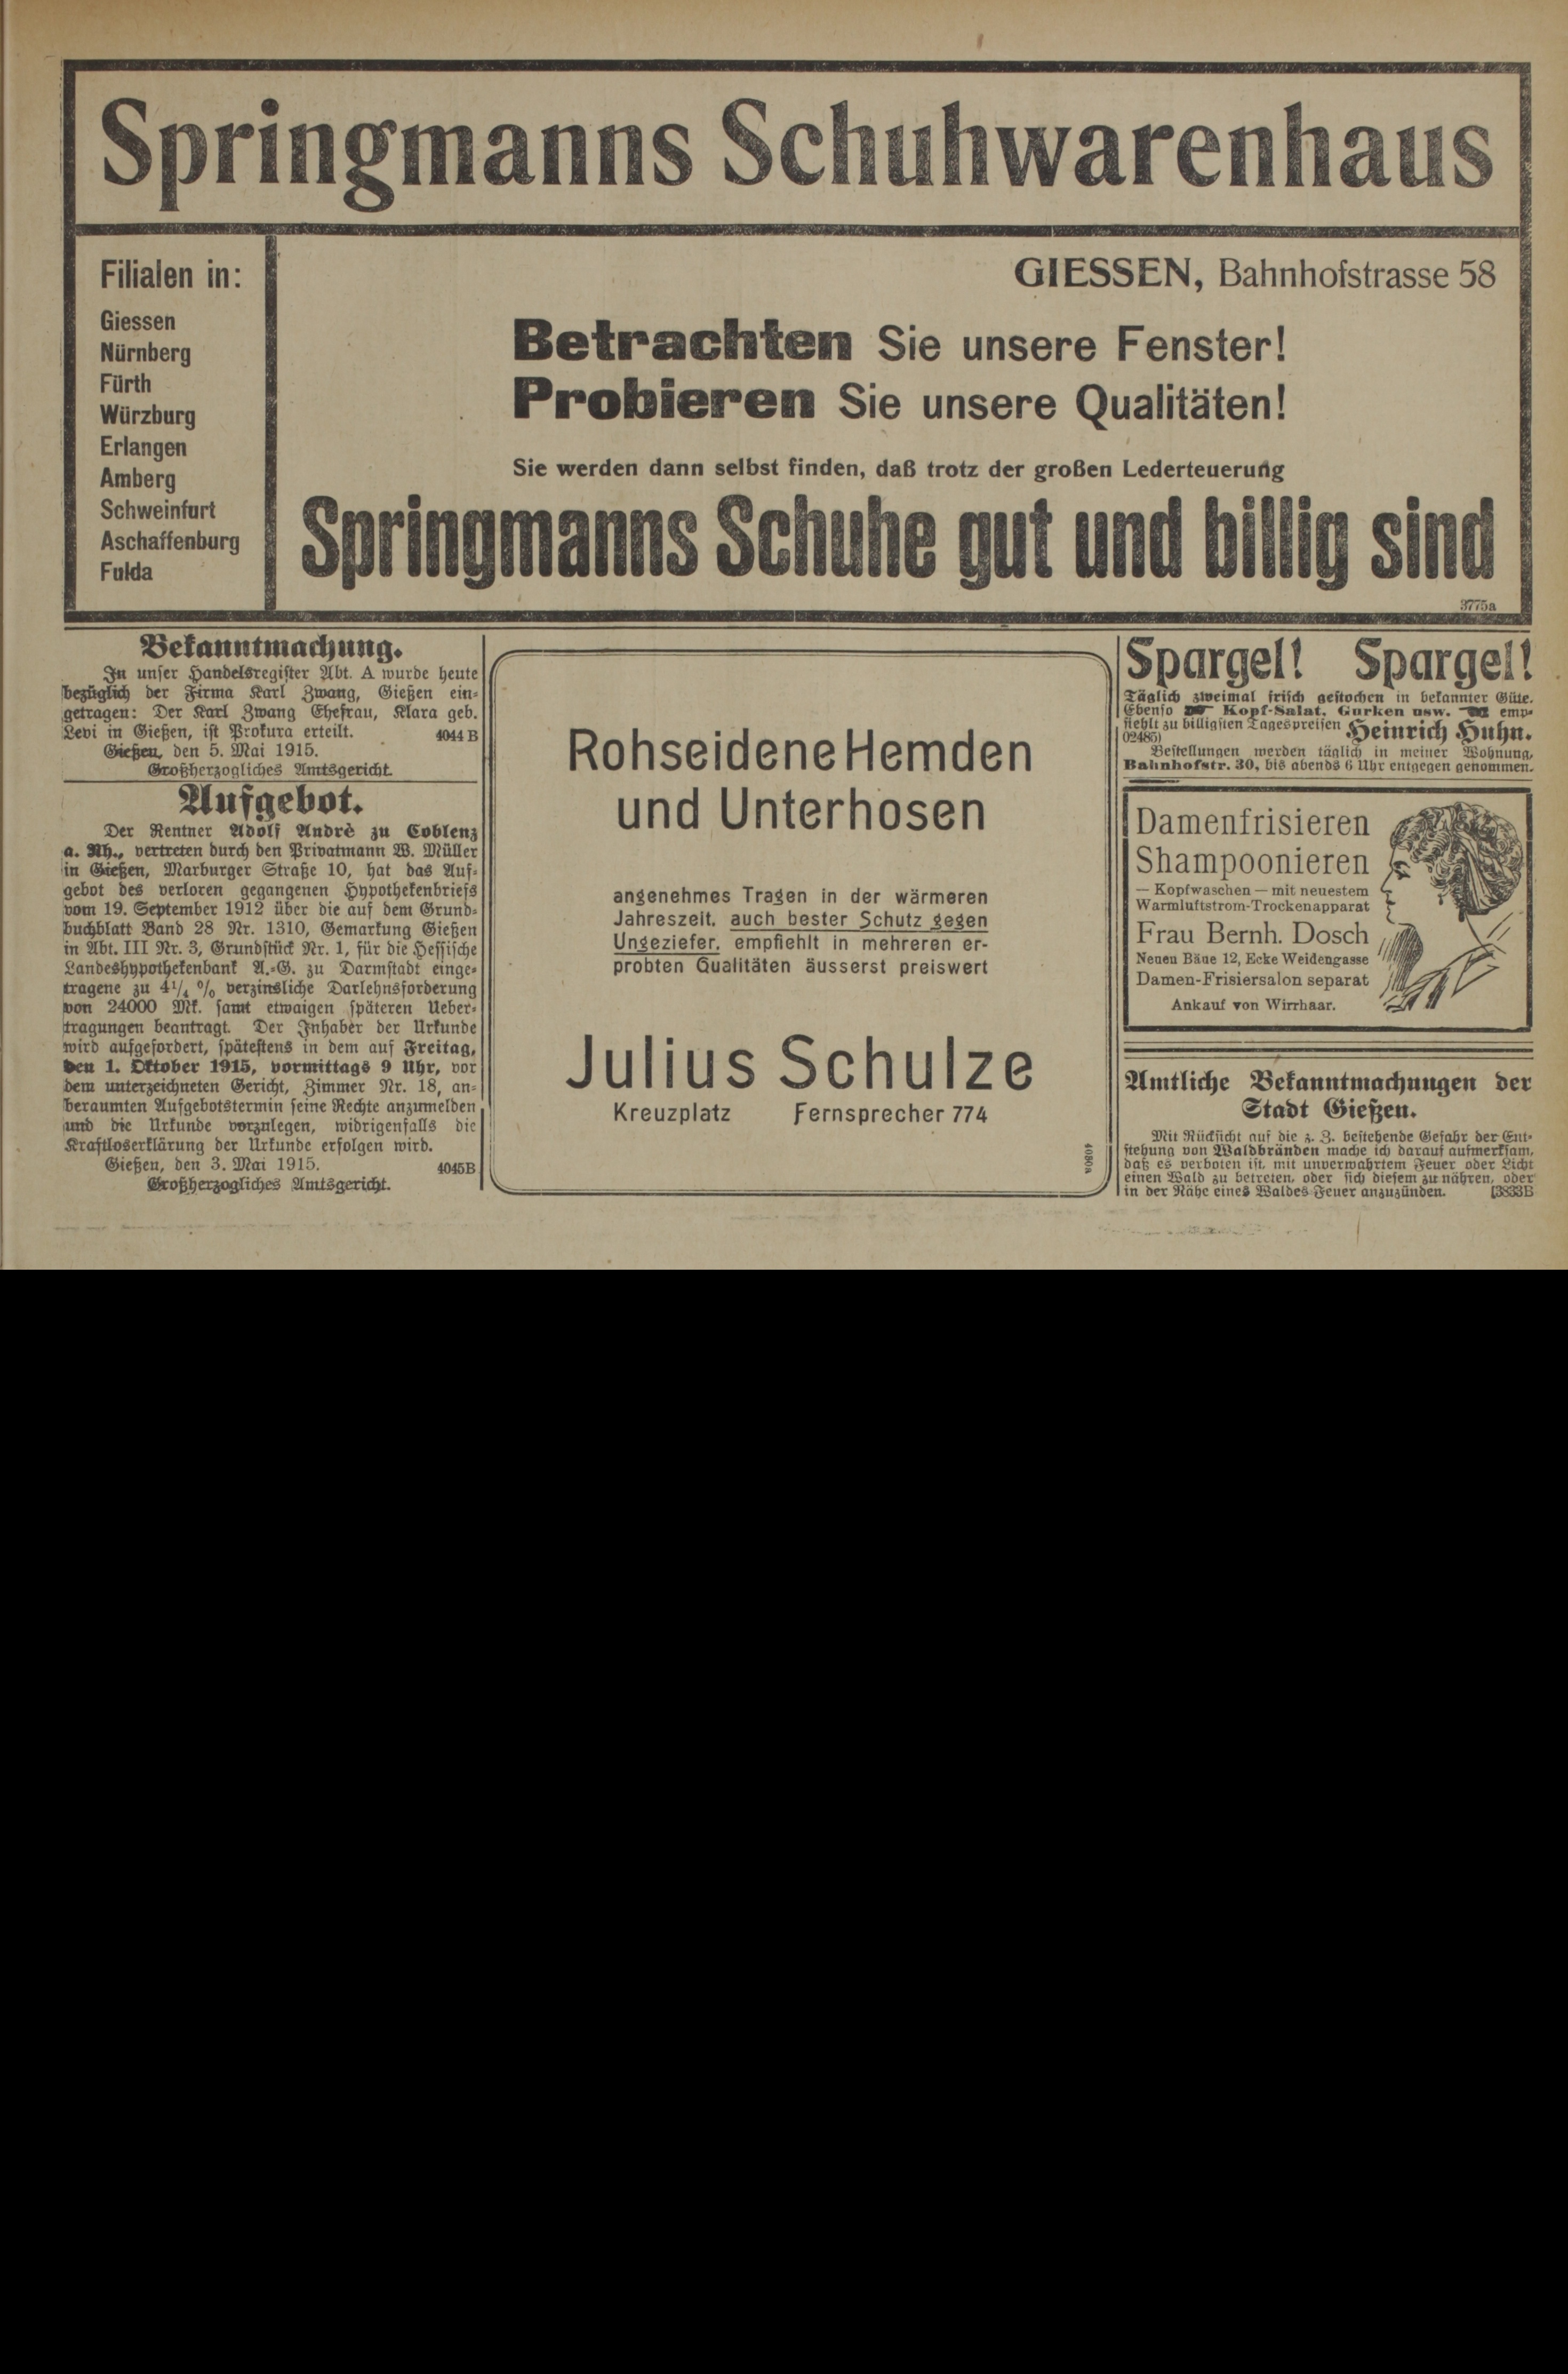 Springmanns Schuhwarenhaus
Filialen in:
Giessen
Nürnberg
Fürth
Würzburg
Erlangen
Amberg
Schweinfurt
Aschaffenburg
Fulda
GIESSEN, Bahnhofstrasse 58
Betrachten Sie unsere Fenster!
Probieren Sie unsere Qualitäten!
Sie werden dann selbst finden, daß trotz der großen Lederteuerung
Springmanns Schuhe gut und billig sind
3775a
Bekanntmachung.
In unser Handelsregister Abt. A wurde heute
bezüglich der Firma Karl Zwang, Gießen ein-
getragen: Der Karl Zwang Ehefrau, Klara geb.
Levi in Gießen, ist Prokura erteilt. 4044 B
Gießen, den 5. Mai 1915.
Großherzogliches Amtsgericht.
Aufgebot.
Der Rentner Adolf Andrè zu Coblenz
a. Rh., vertreten durch den Privatmann W. Müller
in Gießen, Marburger Straße 10, hat das Auf-
gebot des verloren gegangenen Hypothekenbriefs
vom 19. September 1912 über die auf dem Grund-
buchblatt Band 28 Nr. 1310, Gemarkung Gießen
in Abt. III Nr. 3, Grundstück Nr. 1, für die Hessische
Landeshypothekenbank A.-G. zu Darmstadt einge-
tragene zu 4¹/₄ % verzinsliche Darlehnsforderung
von 24000 Mk. samt etwaigen späteren Ueber-
tragungen beantragt. Der Inhaber der Urkunde
wird aufgefordert, spätestens in dem auf Freitag,
den 1. Oktober 1915, vormittags 9 Uhr, vor
dem unterzeichneten Gericht, Zimmer Nr. 18, an-
beraumten Aufgebotstermin seine Rechte anzumelden
und die Urkunde vorzulegen, widrigenfalls die
Kraftloserklärung der Urkunde erfolgen wird.
Gießen, den 3. Mai 1915. 4045B
Großherzogliches Amtsgericht.
Rohseidene Hemden
und Unterhosen
angenehmes Tragen in der wärmeren
Jahreszeit, auch bester Schutz gegen
Ungeziefer, empfiehlt in mehreren er-
probten Qualitäten äusserst preiswert
Julius Schulze
Kreuzplatz Fernsprecher 774
4080a
Spargel! Spargel!
Täglich zweimal frisch gestochen in bekannter Güte.
Ebenso Kopf-Salat, Gurken usw. emp-
fiehlt zu billigsten Tagespreisen Heinrich Huhn.
02485)
Bestellungen werden täglich in meiner Wohnung,
Bahnhofstr. 30, bis abends 6 Uhr entgegen genommen.
Damenfrisieren
Shampoonieren
— Kopfwaschen — mit neuestem
Warmluftstrom-Trockenapparat
Frau Bernh. Dosch
Neuen Bäue 12, Ecke Weidengasse
Damen-Frisiersalon separat
Ankauf von Wirrhaar.
Amtliche Bekanntmachungen der
Stadt Gießen.
Mit Rücksicht auf die z. Z. bestehende Gefahr der Ent-
stehung von Waldbränden mache ich darauf aufmerksam,
daß es verboten ist, mit unverwahrtem Feuer oder Licht
einen Wald zu betreten, oder sich diesem zu nähren, oder
in der Nähe eines Waldes Feuer anzuzünden. [3833B